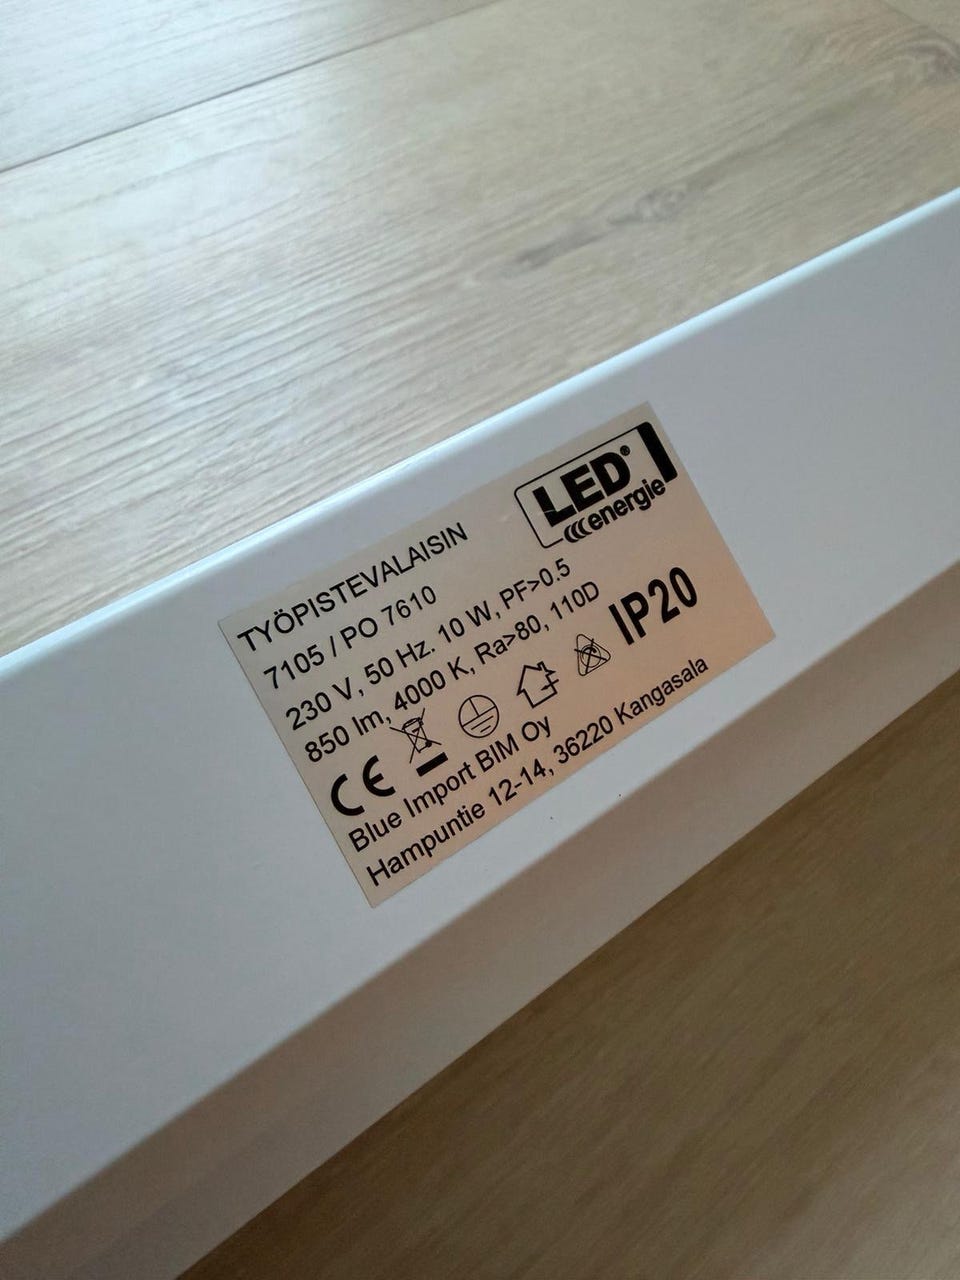 LED®
energie
TYÖPISTEVALAISIN
7105 / PO 7610
230 V, 50 Hz. 10 W, PF>0.5
850 lm, 4000 K, Ra>80, 110D
IP20
CE
Blue Import BIM Oy
Hampuntie 12-14, 36220 Kangasala